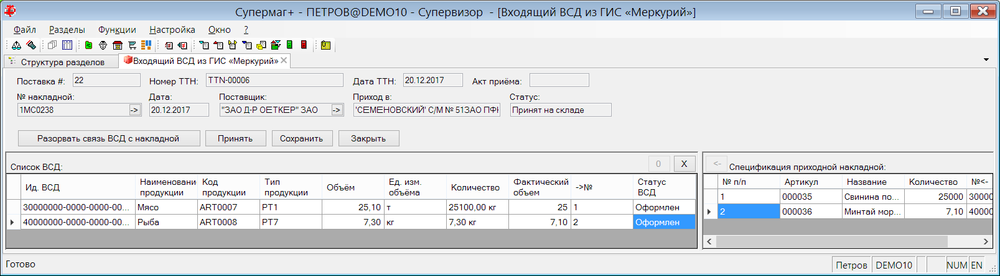 Супермаг+ - ПЕТРОВ@DEMO10 - Супервизор - [Входящий ВСД из ГИС «Меркурий»]
Файл Разделы Функции Настройка Окно ?
Структура разделов Входящий ВСД из ГИС «Меркурий»
Поставка #: 22 Номер ТТН: TTN-00006 Дата ТТН: 20.12.2017 Акт приёма:
№ накладной: Дата: Поставщик: Приход в: Статус:
1МС0238 -> 20.12.2017 "ЗАО Д-Р ОЕТКЕР" ЗАО -> 'СЕМЕНОВСКИЙ' С/М № 51ЗАО ПФК Принят на складе
Разорвать связь ВСД с накладной Принять Сохранить Закрыть
Список ВСД: 0 X <- Спецификация приходной накладной:
Ид. ВСД Наименовани продукции Код продукции Тип продукции Объём Ед. изм. объёма Количество Фактический объем ->№ Статус ВСД № п/п Артикул Название Количество №<-
30000000-0000-0000-00... Мясо ART0007 PT1 25,10 т 25100,00 кг 25 1 Оформлен 1 000035 Свинина по... 25000 30000
40000000-0000-0000-00... Рыба ART0008 PT7 7,30 кг 7,30 кг 7,10 2 Оформлен 2 000036 Минтай мор... 7,10 40000
Готово Петров DEMO10 NUM EN